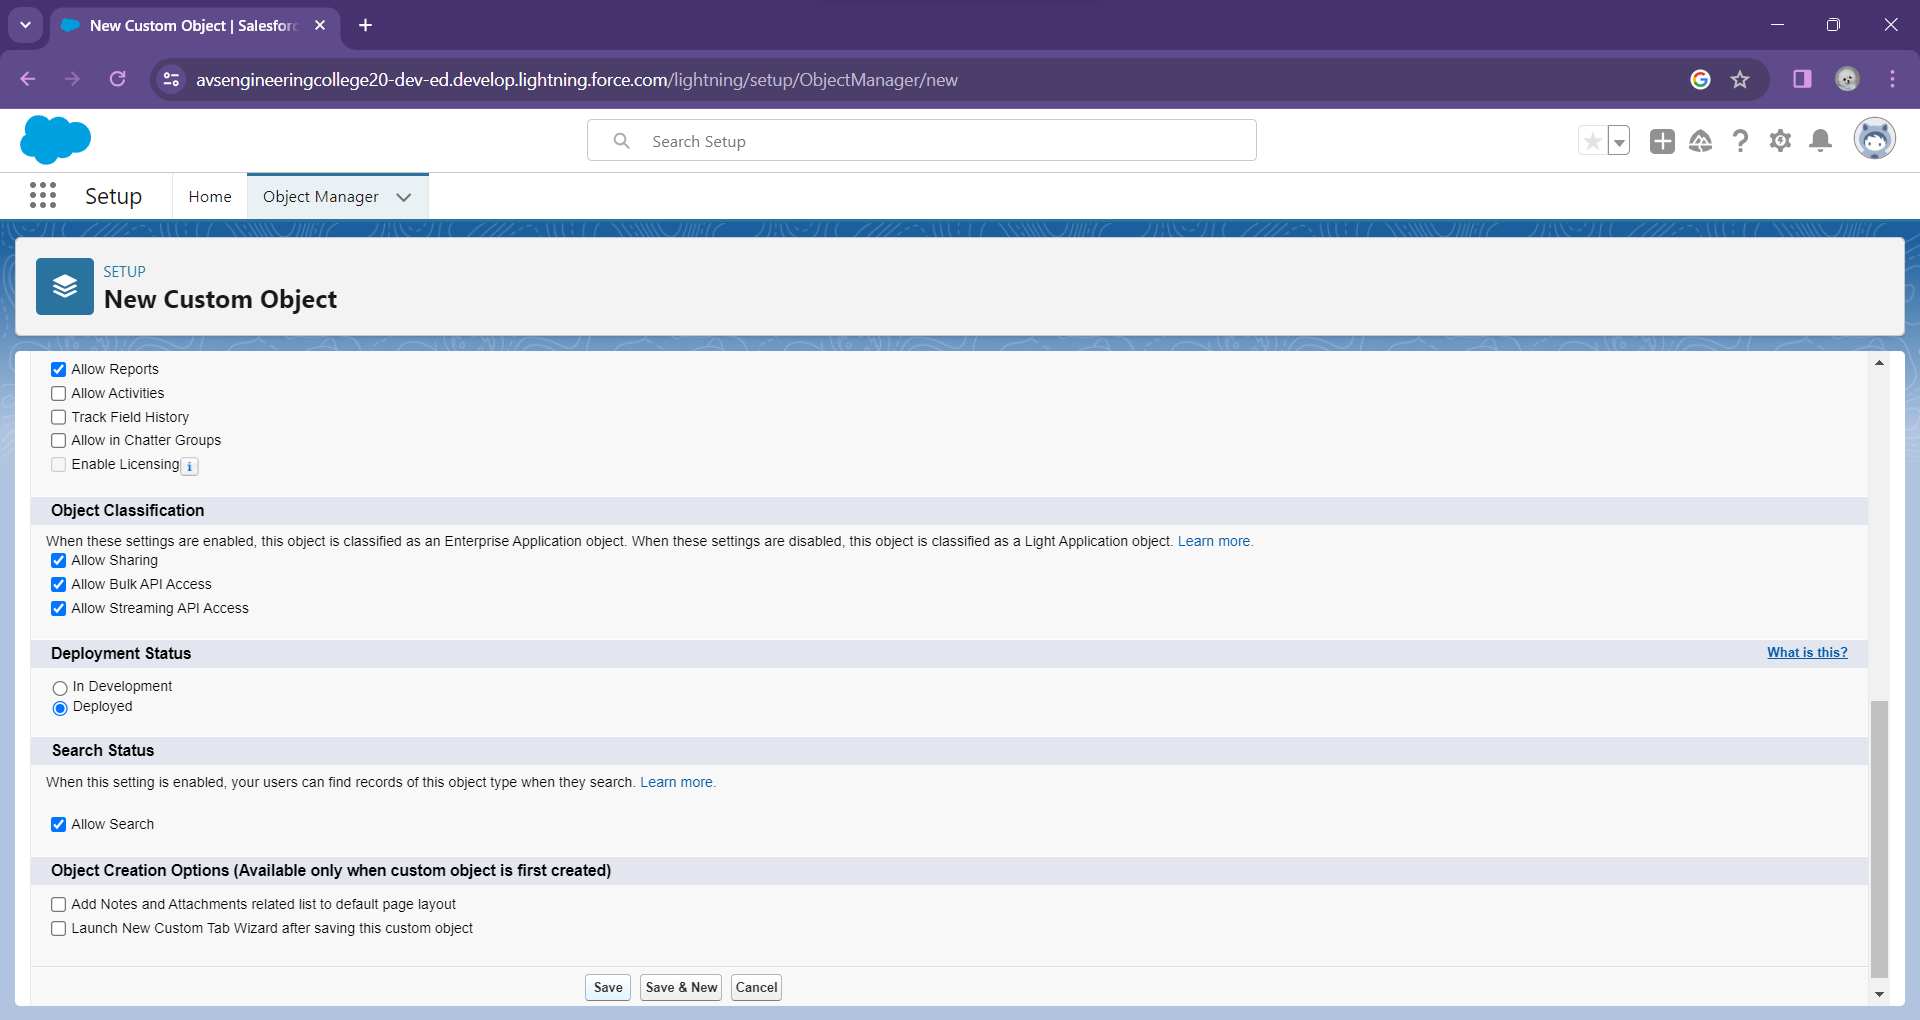 New Custom Object | Salesforc
avsengineeringcollege20-dev-ed.develop.lightning.force.com/lightning/setup/ObjectManager/new
Search Setup
Setup
Home
Object Manager
SETUP
New Custom Object
Allow Reports
Allow Activities
Track Field History
Allow in Chatter Groups
Enable Licensing i
Object Classification
When these settings are enabled, this object is classified as an Enterprise Application object. When these settings are disabled, this object is classified as a Light Application object. Learn more.
Allow Sharing
Allow Bulk API Access
Allow Streaming API Access
Deployment Status
What is this?
In Development
Deployed
Search Status
When this setting is enabled, your users can find records of this object type when they search. Learn more.
Allow Search
Object Creation Options (Available only when custom object is first created)
Add Notes and Attachments related list to default page layout
Launch New Custom Tab Wizard after saving this custom object
Save
Save & New
Cancel